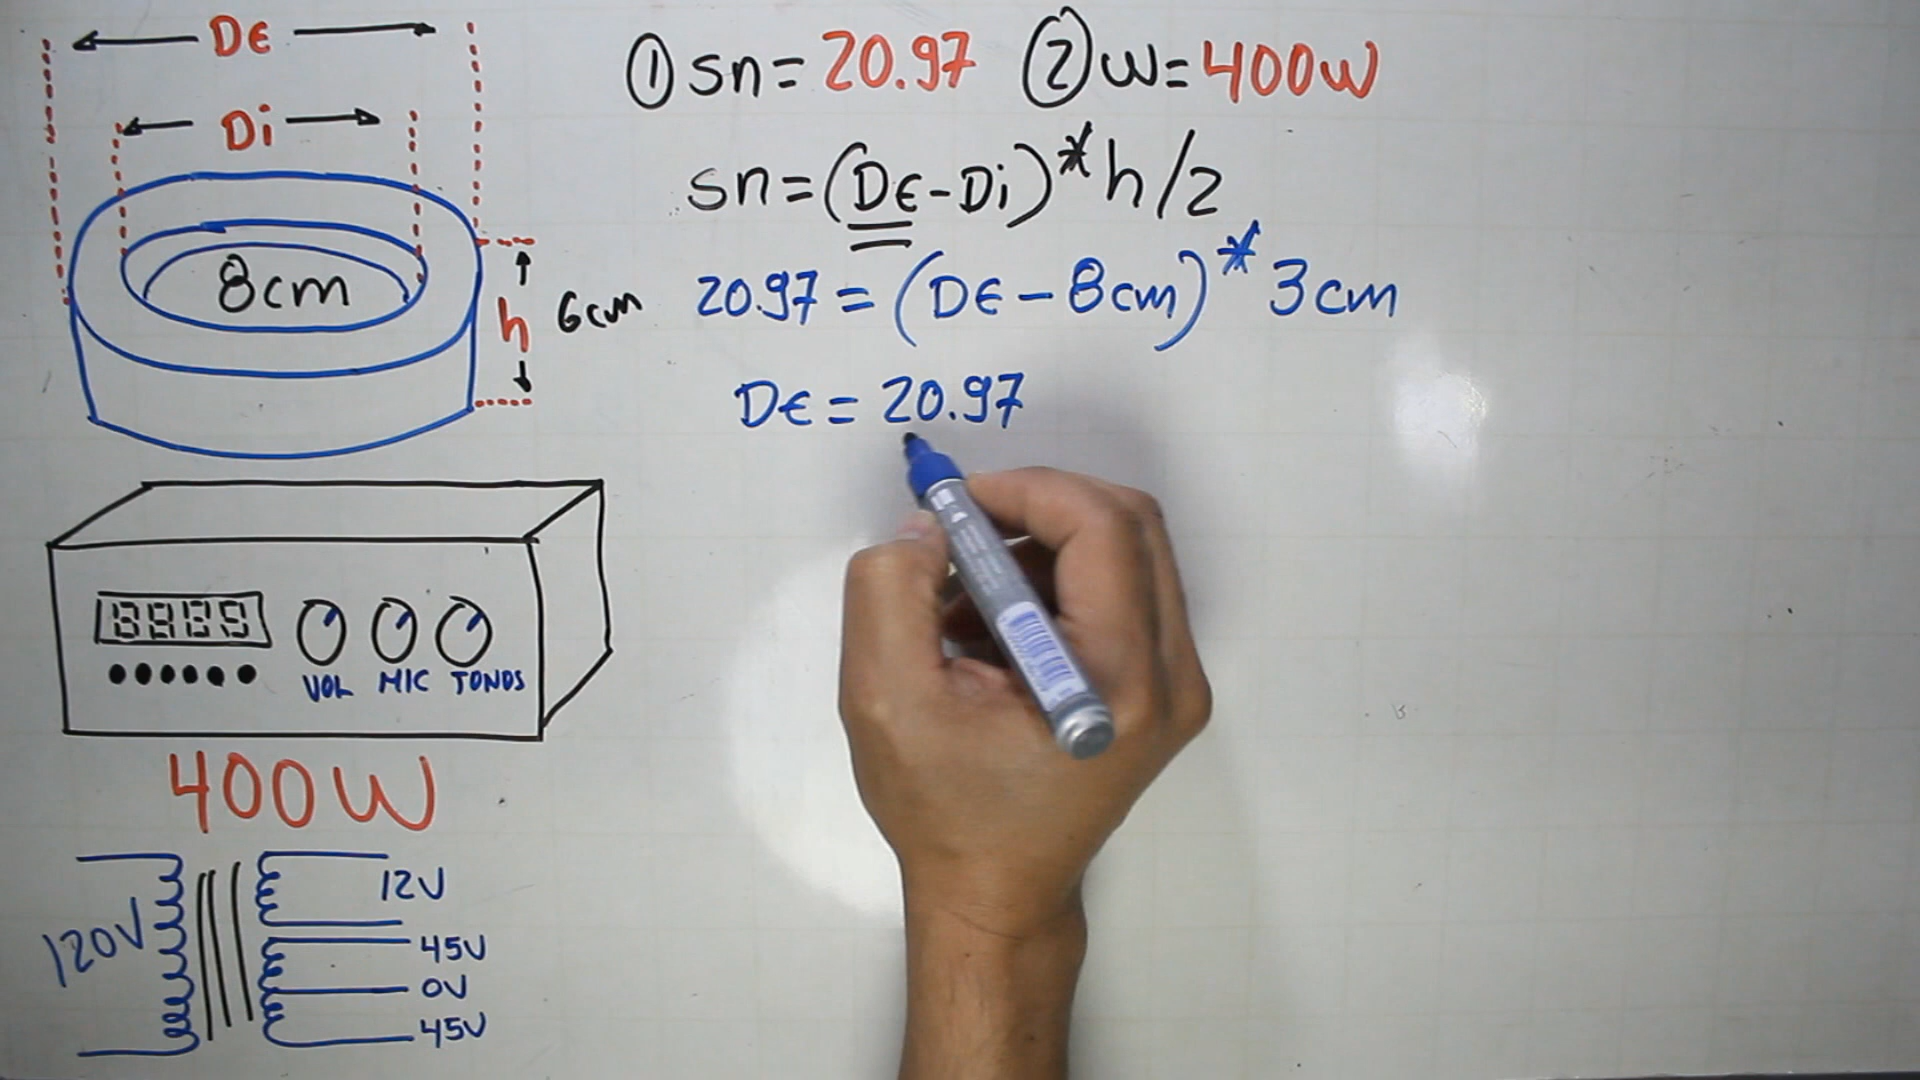 DE
Di
8cm
h
6cm
① sn = 20.97 ② W = 400W
sn = (DE - Di) * h/2
20.97 = (DE - 8cm) * 3cm
DE = 20.97
8889
VOL MIC TONOS
400W
120V
12V
45V
0V
45V